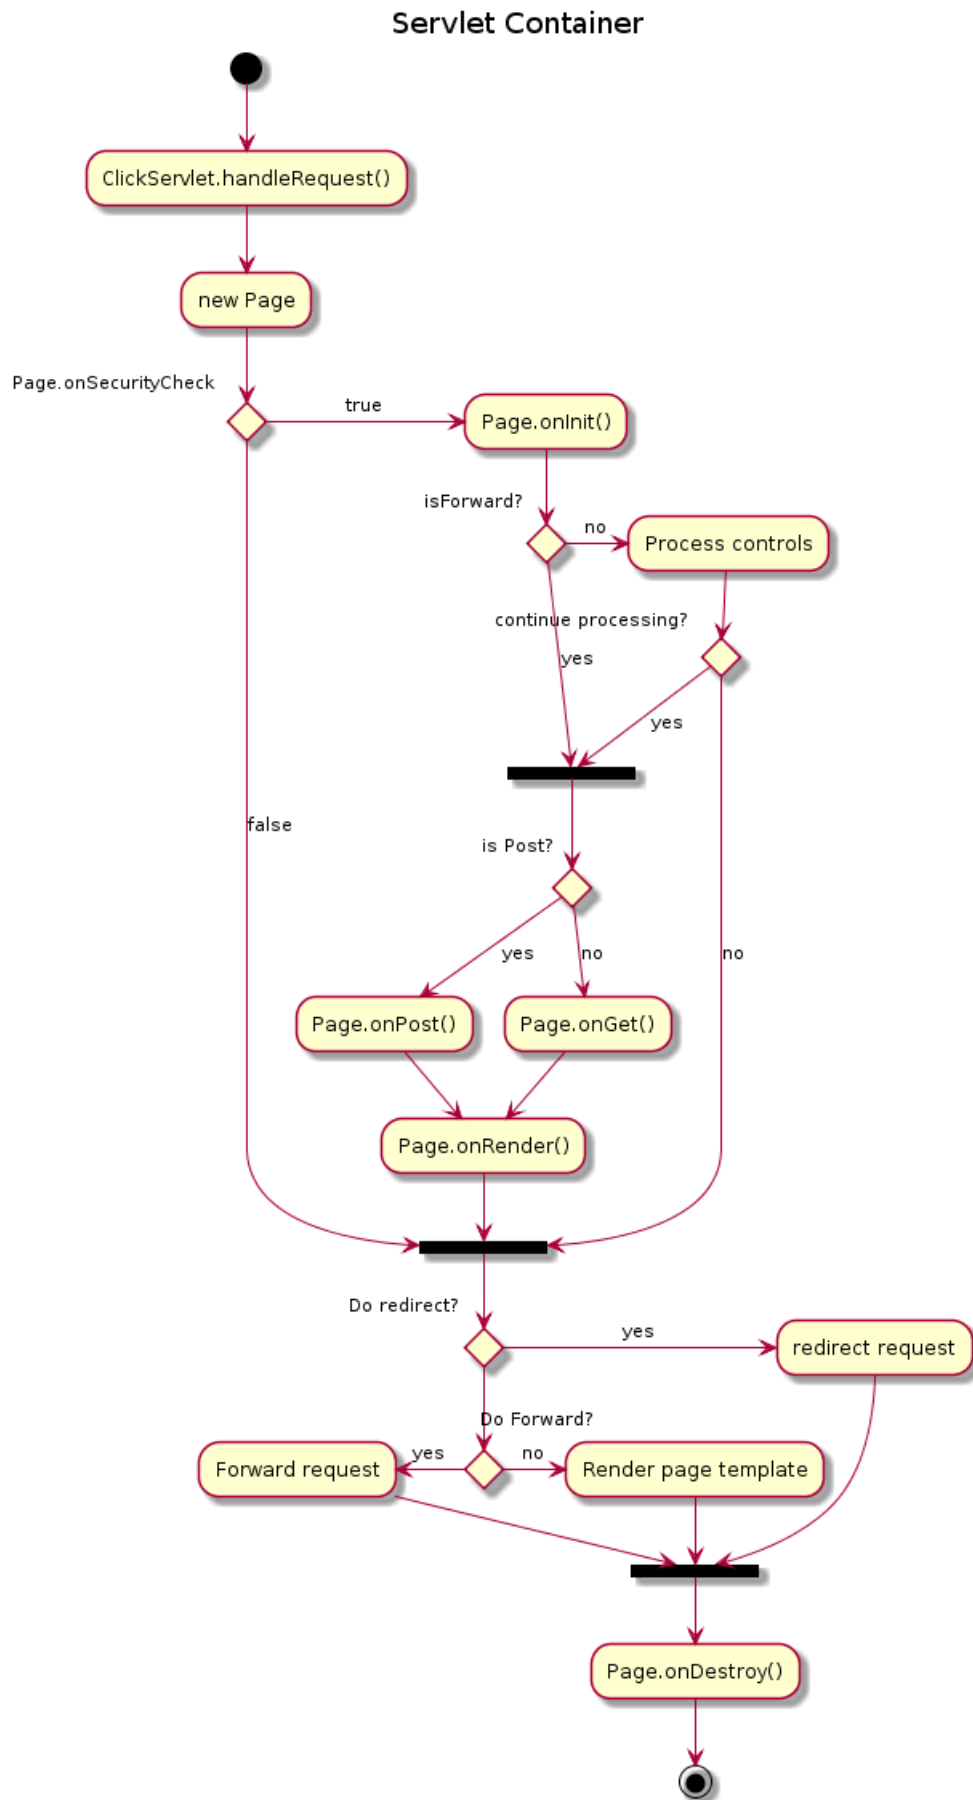 Servlet Container
ClickServlet.handleRequest()
new Page
Page.onSecurityCheck
true
Page.onInit()
isForward?
no
Process controls
continue processing?
yes
yes
false
is Post?
yes
no
no
Page.onPost()
Page.onGet()
Page.onRender()
Do redirect?
yes
redirect request
Do Forward?
yes
no
Forward request
Render page template
Page.onDestroy()